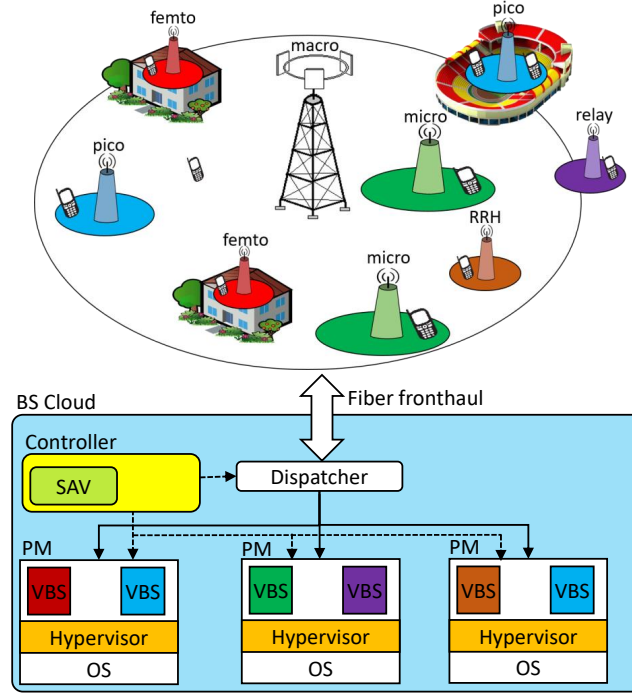 femto
macro
pico
micro
relay
pico
RRH
femto
micro
BS Cloud
Fiber fronthaul
Controller
SAV
Dispatcher
PM
PM
PM
VBS
VBS
VBS
VBS
VBS
VBS
Hypervisor
Hypervisor
Hypervisor
OS
OS
OS